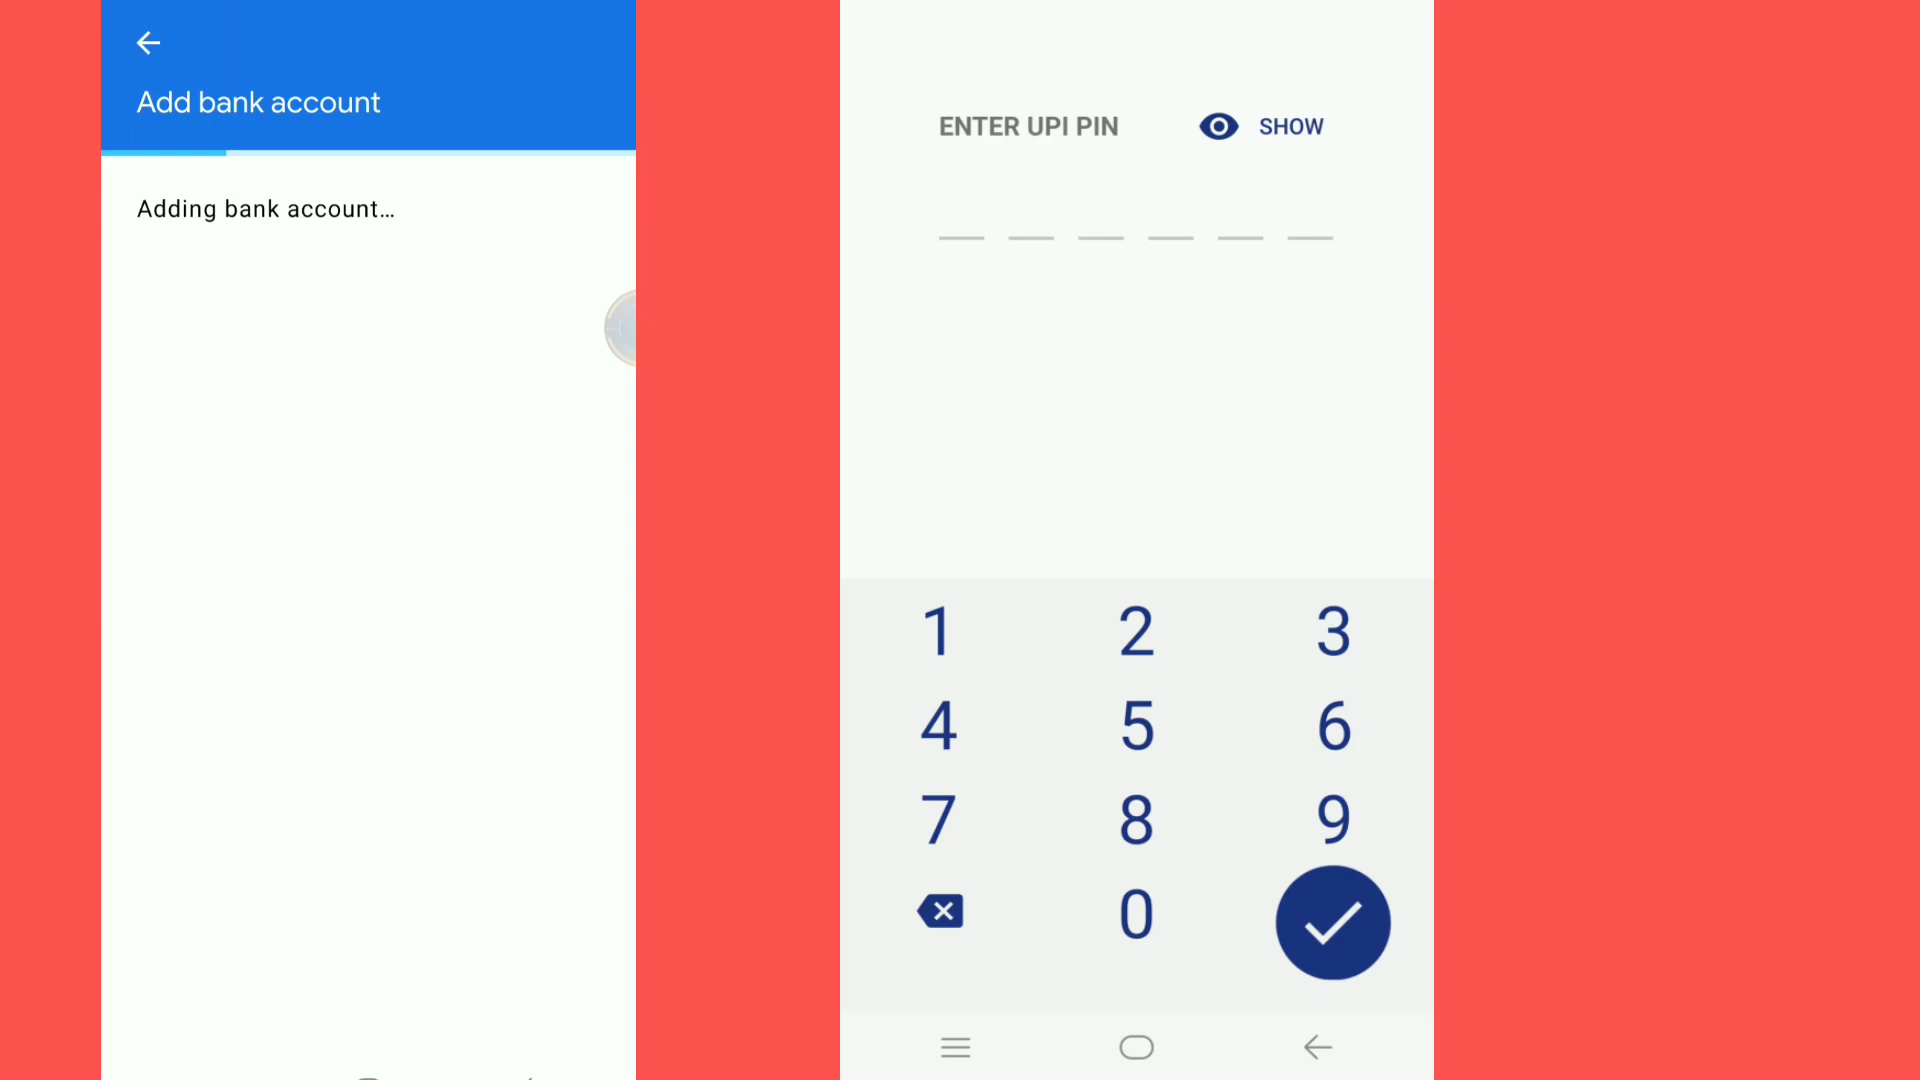 Add bank account
Adding bank account...
ENTER UPI PIN SHOW
1 2 3
4 5 6
7 8 9
0